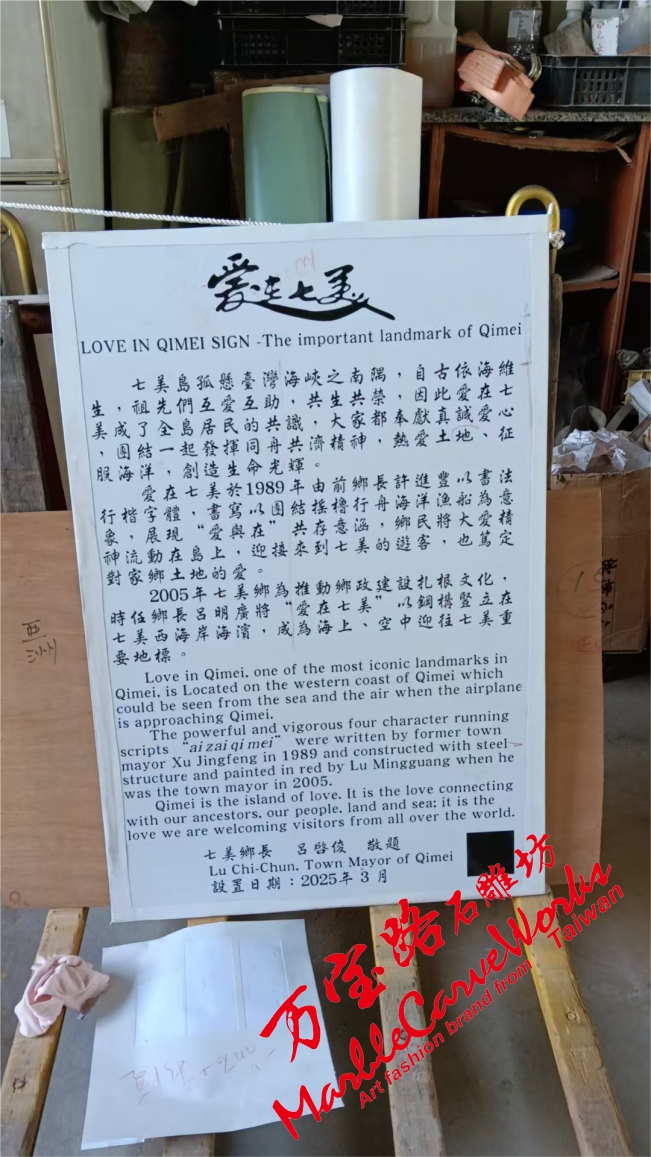 愛在七美
LOVE IN QIMEI SIGN -The important landmark of Qimei
七美島孤懸臺灣海峽之南隅，自古依海維
生，祖先們互愛互助，共生共榮，因此愛在七
美成了全島居民的共識，大家都奉獻真誠愛心
，團結一起發揮同舟共濟精神，熱愛土地、征
服海洋，創造生命光輝。
愛在七美於1989年由前鄉長許進豐以書法
行楷字體，書寫以團結搖櫓行舟海洋漁船為意
象，展現“愛與在”共存意涵，鄉民將大愛精
神流動在島上，迎接來到七美的遊客，也篤定
對家鄉土地的愛。
2005年七美鄉為推動鄉政建設扎根文化，
時任鄉長呂明廣將“愛在七美”以鋼構豎立在
七美西海岸海濱，成為海上、空中迎往七美重
要地標。
Love in Qimei, one of the most iconic landmarks in
Qimei, is Located on the western coast of Qimei which
could be seen from the sea and the air when the airplane
is approaching Qimei.
The powerful and vigorous four character running
scripts “ai zai qi mei” were written by former town
mayor Xu Jingfeng in 1989 and constructed with steel
structure and painted in red by Lu Mingguang when he
was the town mayor in 2005.
Qimei is the island of love. It is the love connecting
with our ancestors, our people, land and sea; it is the
love we are welcoming visitors from all over the world.
七美鄉長 呂啓俊 敬題
Lu Chi-Chun, Town Mayor of Qimei
設置日期：2025年3月
万宝路石雕坊
MarbleCarveWorks
Art fashion brand from Taiwan